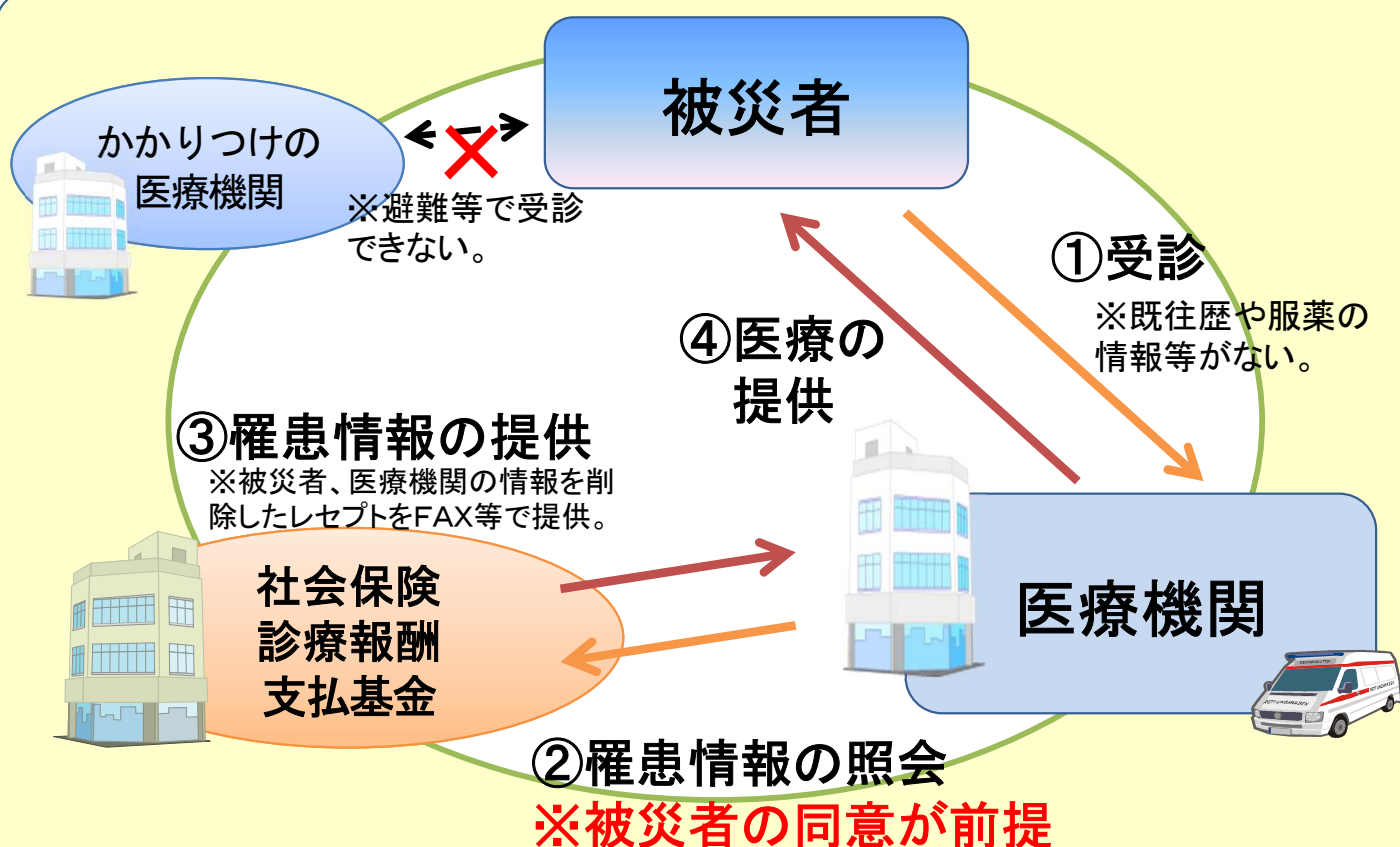 被災者
かかりつけの
医療機関
※避難等で受診
できない。
①受診
※既往歴や服薬の
情報等がない。
④医療の
提供
③罹患情報の提供
※被災者、医療機関の情報を削
除したレセプトをFAX等で提供。
社会保険
診療報酬
支払基金
医療機関
②罹患情報の照会
※被災者の同意が前提